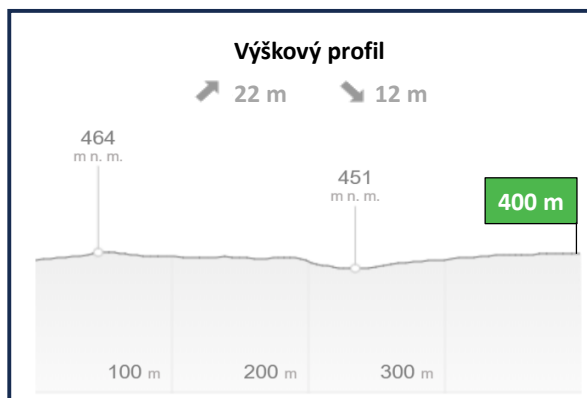 Výškový profil
22 m 12 m
464
m n. m.
451
m n. m.
400 m
100 m 200 m 300 m